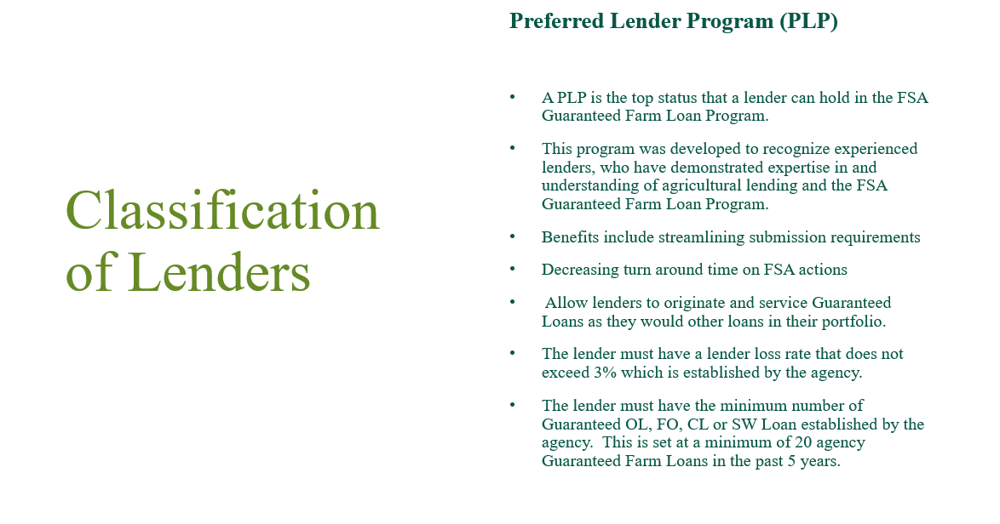 Classification
of Lenders
Preferred Lender Program (PLP)
• A PLP is the top status that a lender can hold in the FSA
Guaranteed Farm Loan Program.
• This program was developed to recognize experienced
lenders, who have demonstrated expertise in and
understanding of agricultural lending and the FSA
Guaranteed Farm Loan Program.
• Benefits include streamlining submission requirements
• Decreasing turn around time on FSA actions
• Allow lenders to originate and service Guaranteed
Loans as they would other loans in their portfolio.
• The lender must have a lender loss rate that does not
exceed 3% which is established by the agency.
• The lender must have the minimum number of
Guaranteed OL, FO, CL or SW Loan established by the
agency.  This is set at a minimum of 20 agency
Guaranteed Farm Loans in the past 5 years.